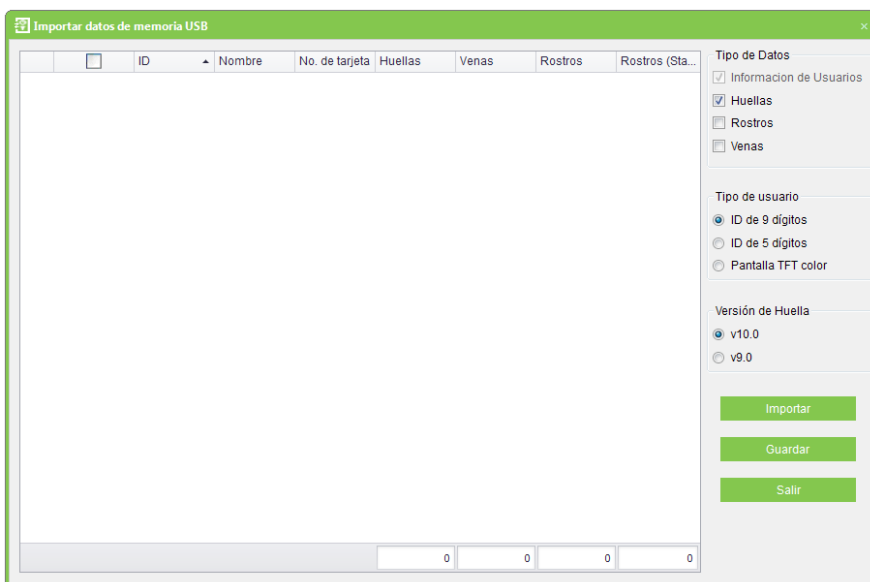 Importar datos de memoria USB
ID Nombre No. de tarjeta Huellas Venas Rostros Rostros (Sta...
Tipo de Datos
Informacion de Usuarios
Huellas
Rostros
Venas
Tipo de usuario
ID de 9 dígitos
ID de 5 dígitos
Pantalla TFT color
Versión de Huella
v10.0
v9.0
Importar
Guardar
Salir
0 0 0 0